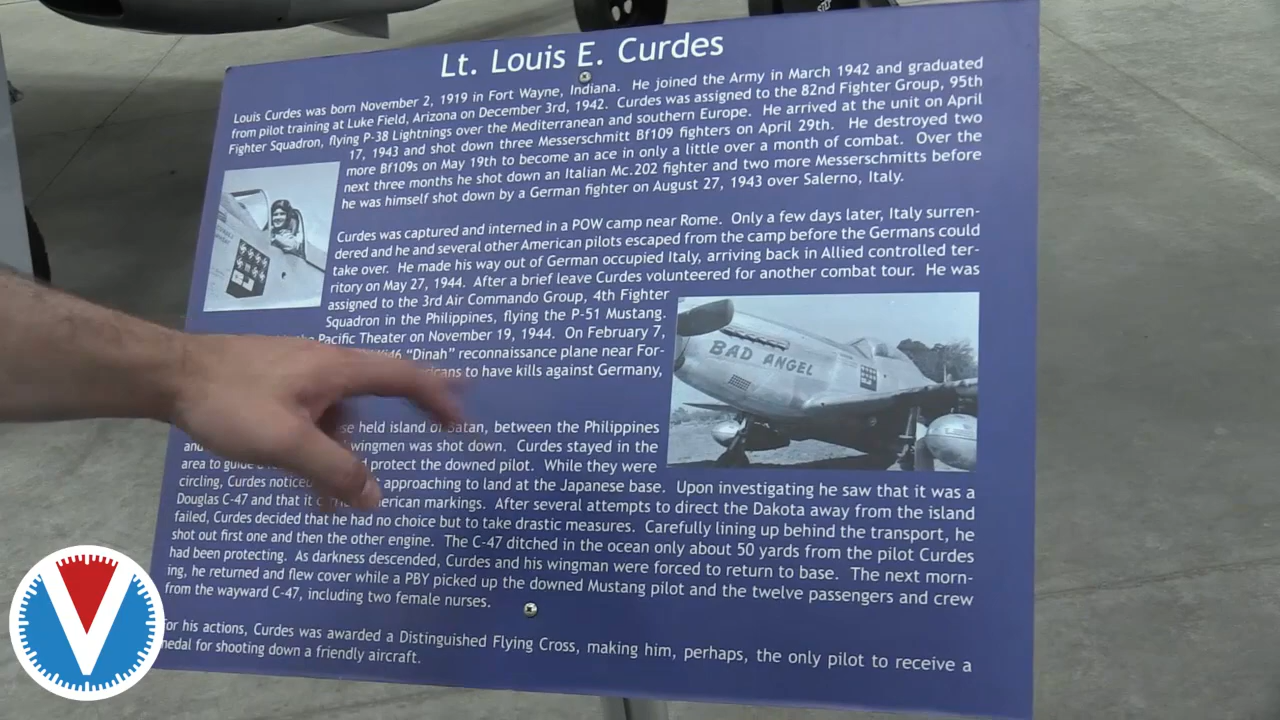 Lt. Louis E. Curdes
Louis Curdes was born November 2, 1919 in Fort Wayne, Indiana. He joined the Army in March 1942 and graduated
from pilot training at Luke Field, Arizona on December 3rd, 1942. Curdes was assigned to the 82nd Fighter Group, 95th
Fighter Squadron, flying P-38 Lightnings over the Mediterranean and southern Europe. He arrived at the unit on April
17, 1943 and shot down three Messerschmitt Bf109 fighters on April 29th. He destroyed two
more Bf109s on May 19th to become an ace in only a little over a month of combat. Over the
next three months he shot down an Italian Mc.202 fighter and two more Messerschmitts before
he was himself shot down by a German fighter on August 27, 1943 over Salerno, Italy.
Curdes was captured and interned in a POW camp near Rome. Only a few days later, Italy surren-
dered and he and several other American pilots escaped from the camp before the Germans could
take over. He made his way out of German occupied Italy, arriving back in Allied controlled ter-
ritory on May 27, 1944. After a brief leave Curdes volunteered for another combat tour. He was
assigned to the 3rd Air Commando Group, 4th Fighter
Squadron in the Philippines, flying the P-51 Mustang.
Pacific Theater on November 19, 1944. On February 7,
"Dinah" reconnaissance plane near For-
to have kills against Germany,
BAD ANGEL
held island of Batan, between the Philippines
and wingmen was shot down. Curdes stayed in the
area to protect the downed pilot. While they were
circling, Curdes noticed approaching to land at the Japanese base. Upon investigating he saw that it was a
Douglas C-47 and that it American markings. After several attempts to direct the Dakota away from the island
failed, Curdes decided that he had no choice but to take drastic measures. Carefully lining up behind the transport, he
shot out first one and then the other engine. The C-47 ditched in the ocean only about 50 yards from the pilot Curdes
had been protecting. As darkness descended, Curdes and his wingman were forced to return to base. The next morn-
ing, he returned and flew cover while a PBY picked up the downed Mustang pilot and the twelve passengers and crew
from the wayward C-47, including two female nurses.
For his actions, Curdes was awarded a Distinguished Flying Cross, making him, perhaps, the only pilot to receive a
medal for shooting down a friendly aircraft.
V